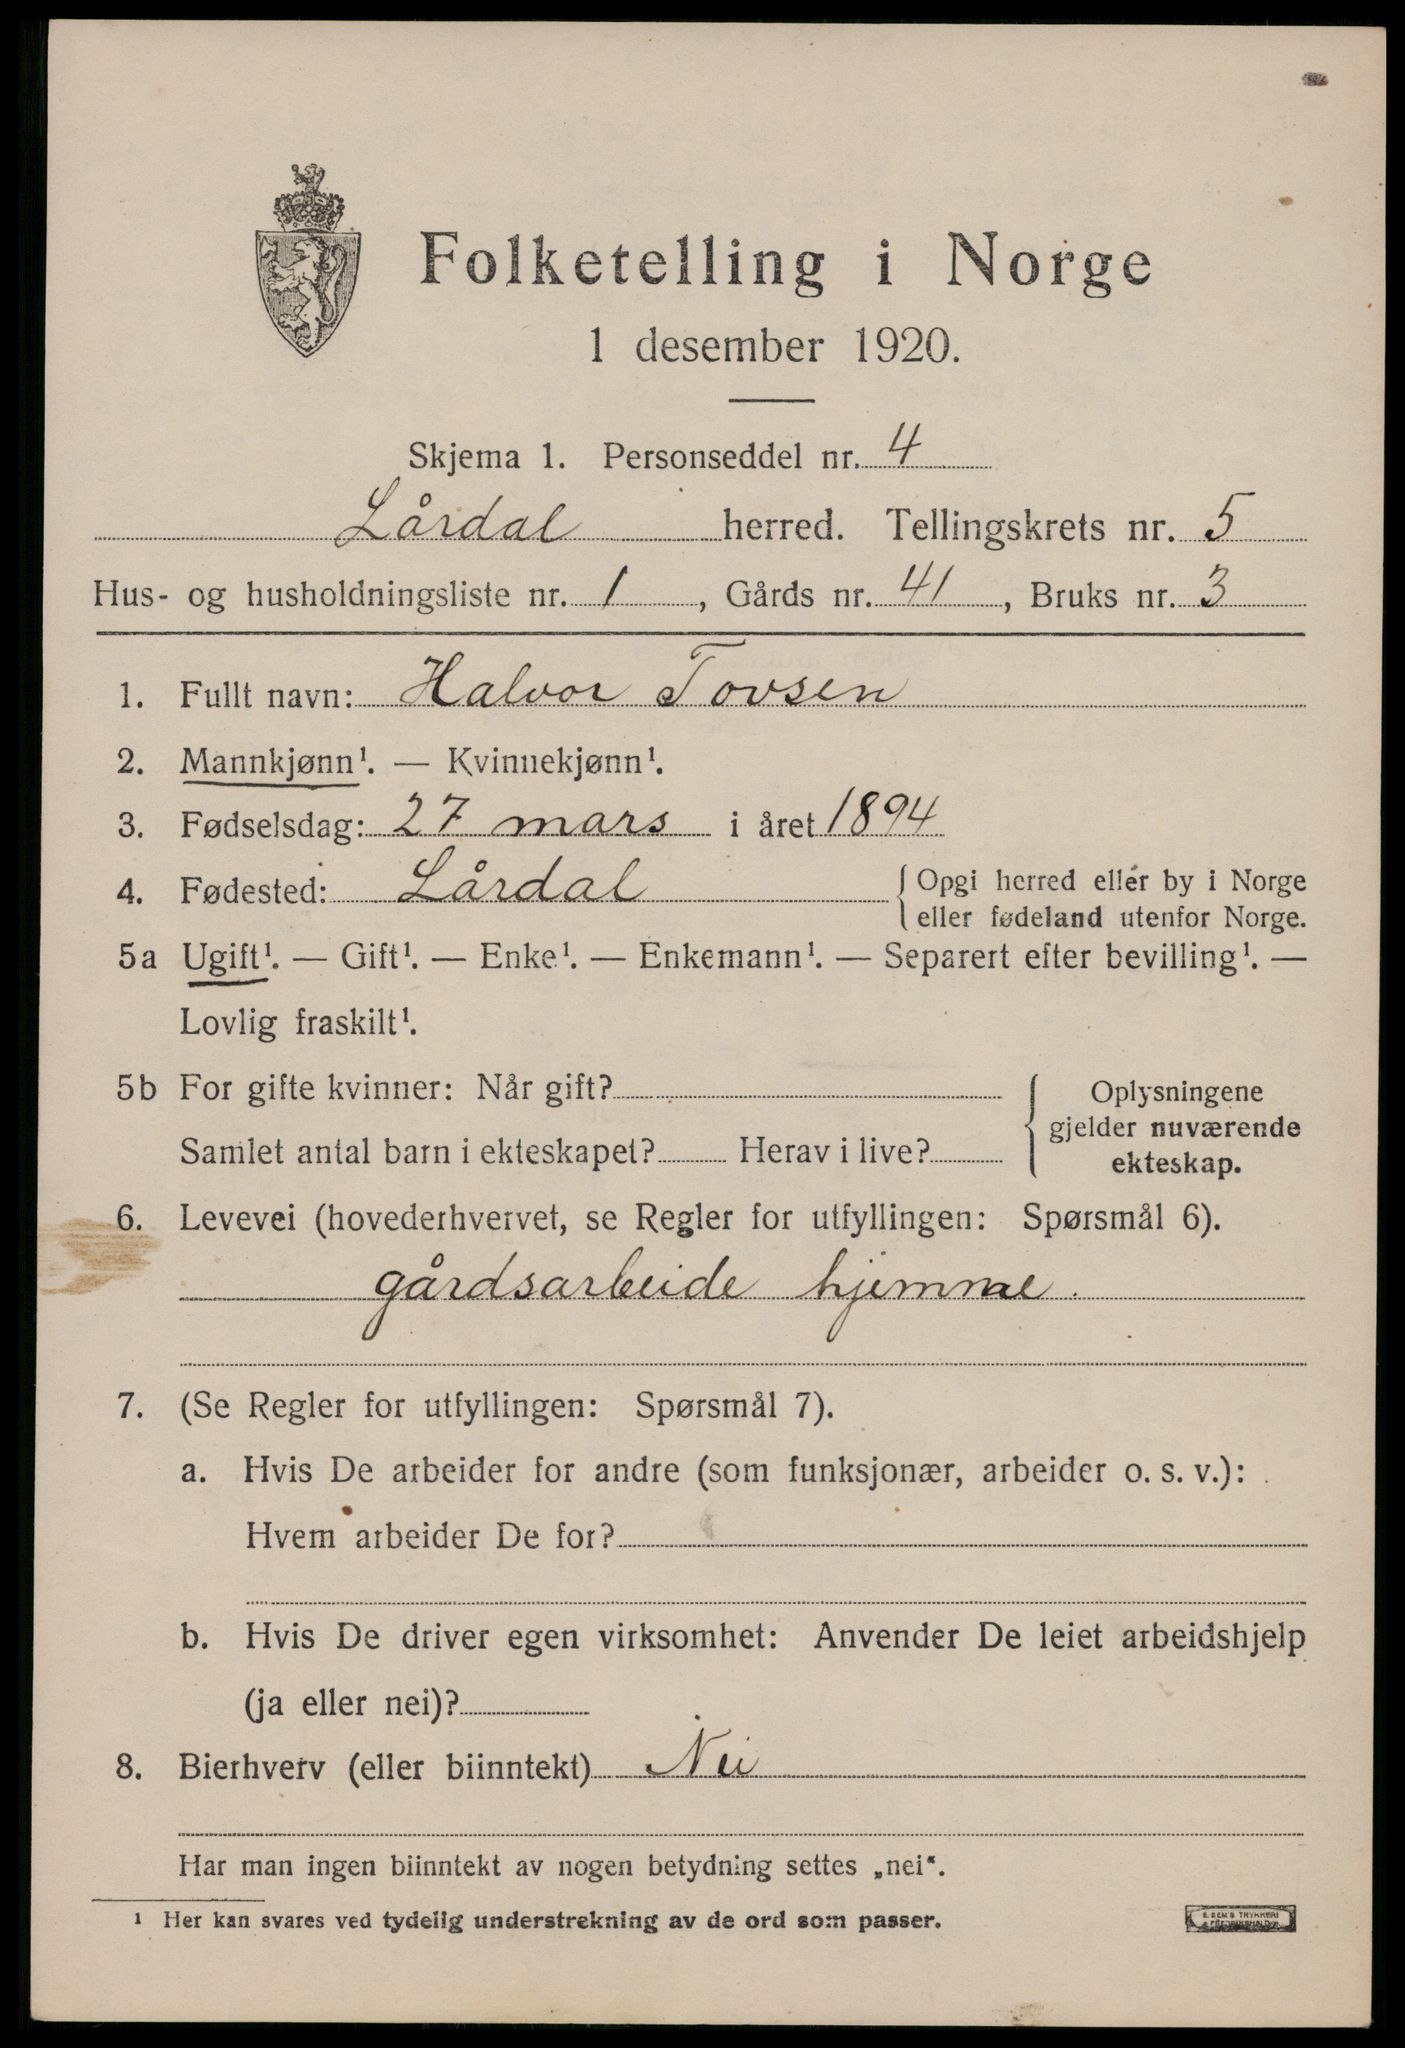 Folketelling i Norge
1 desember 1920.
Skjema 1. Personseddel nr. 4
Lårdal herred. Tellingskrets nr. 5
Hus- og husholdningsliste nr. 1, Gårds nr. 41, Bruks nr. 3
1. Fullt navn: Halvor Tovsen
2. Mannkjønn¹. — Kvinnekjønn¹.
3. Fødselsdag: 27 mars i året 1894
4. Fødested: Lårdal { Opgi herred eller by i Norge
eller fødeland utenfor Norge.
5a Ugift¹. — Gift¹. — Enke¹. — Enkemann¹. — Separert efter bevilling¹. —
Lovlig fraskilt¹.
5b For gifte kvinner: Når gift? { Oplysningene
gjelder nuværende
Samlet antal barn i ekteskapet? Herav i live?
ekteskap.
6. Levevei (hovederhvervet, se Regler for utfyllingen: Spørsmål 6).
gårdsarbeide hjemme.
7. (Se Regler for utfyllingen: Spørsmål 7).
a. Hvis De arbeider for andre (som funksjonær, arbeider o. s. v.):
Hvem arbeider De for?
b. Hvis De driver egen virksomhet: Anvender De leiet arbeidshjelp
(ja eller nei)?
8. Bierhverv (eller biinntekt) Nei
Har man ingen biinntekt av nogen betydning settes „nei“.
¹ Her kan svares ved tydelig understrekning av de ord som passer.
E. SEM'S TRYKKERI
FREDRIKSHALD